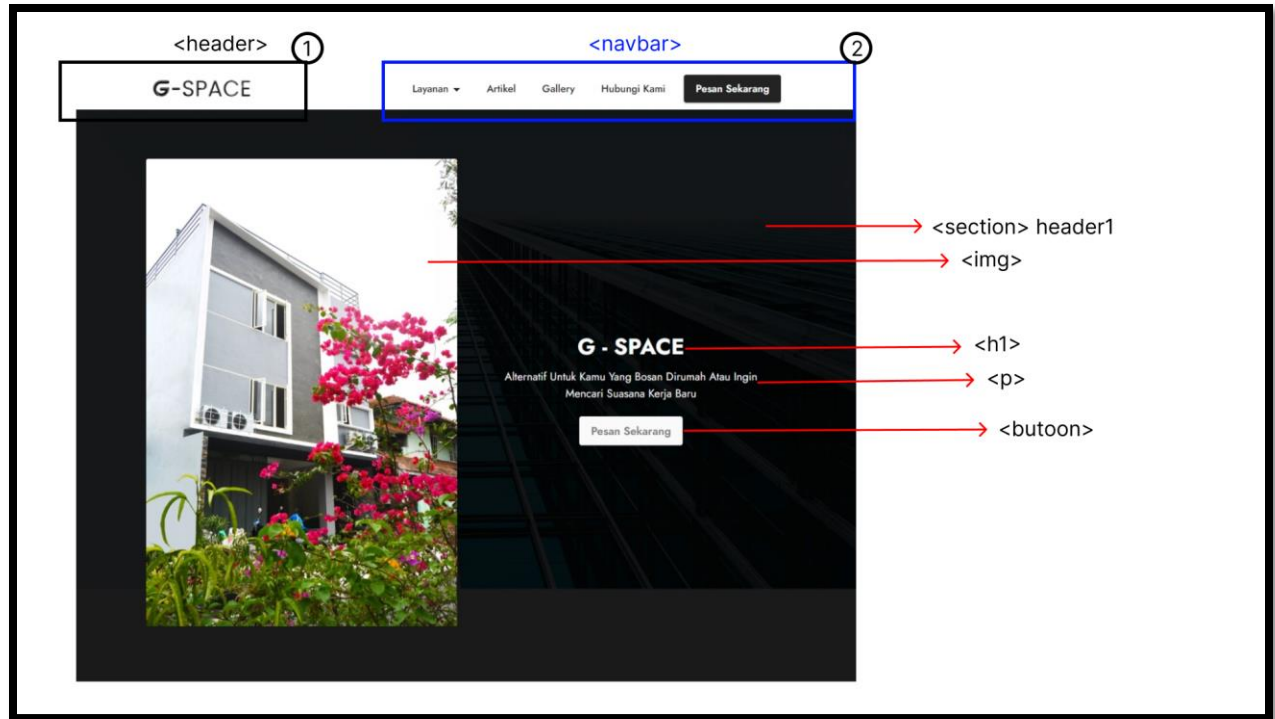 <header>
1
<navbar>
2
G-SPACE
Layanan
Artikel
Gallery
Hubungi Kami
Pesan Sekarang
<section> header1
<img>
G - SPACE
<h1>
Alternatif Untuk Kamu Yang Bosan Dirumah Atau Ingin
Mencari Suasana Kerja Baru
<p>
Pesan Sekarang
<butoon>